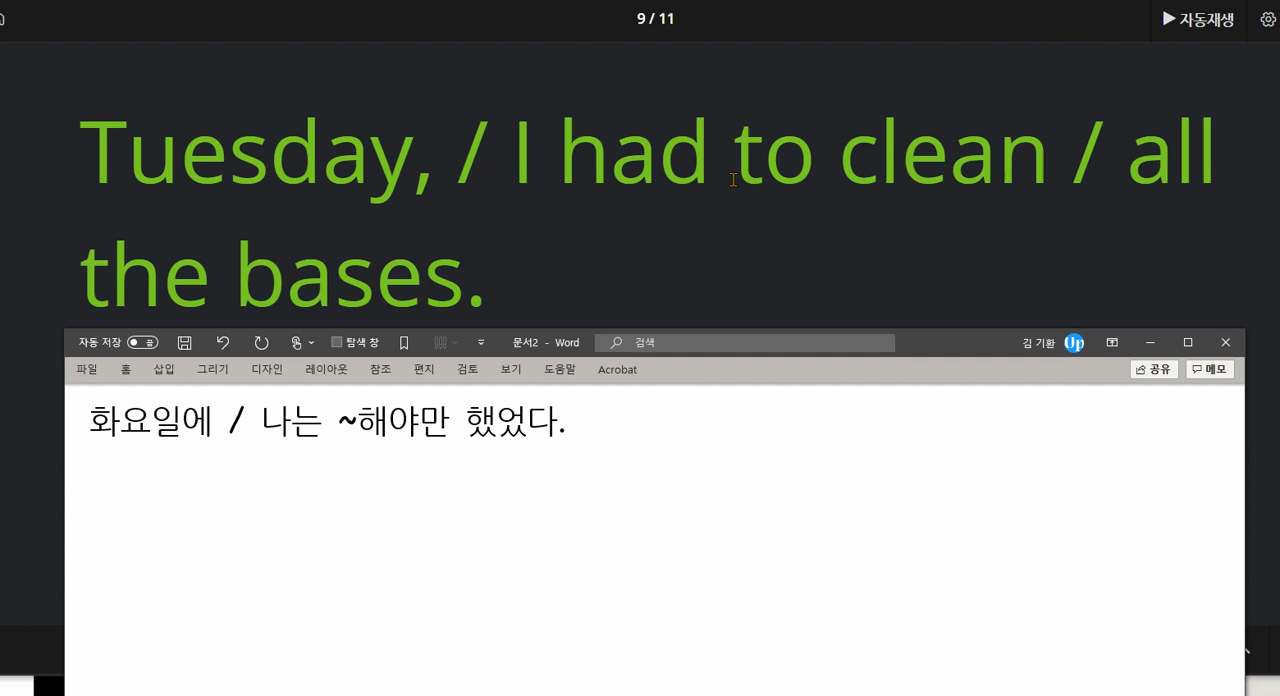 9 / 11
▶ 자동재생
Tuesday, / I had to clean / all
the bases.
자동 저장 끔 탐색 창 문서2 - Word 검색 김 기환 Up
파일 홈 삽입 그리기 디자인 레이아웃 참조 편지 검토 보기 도움말 Acrobat 공유 메모
화요일에 / 나는 ~해야만 했었다.